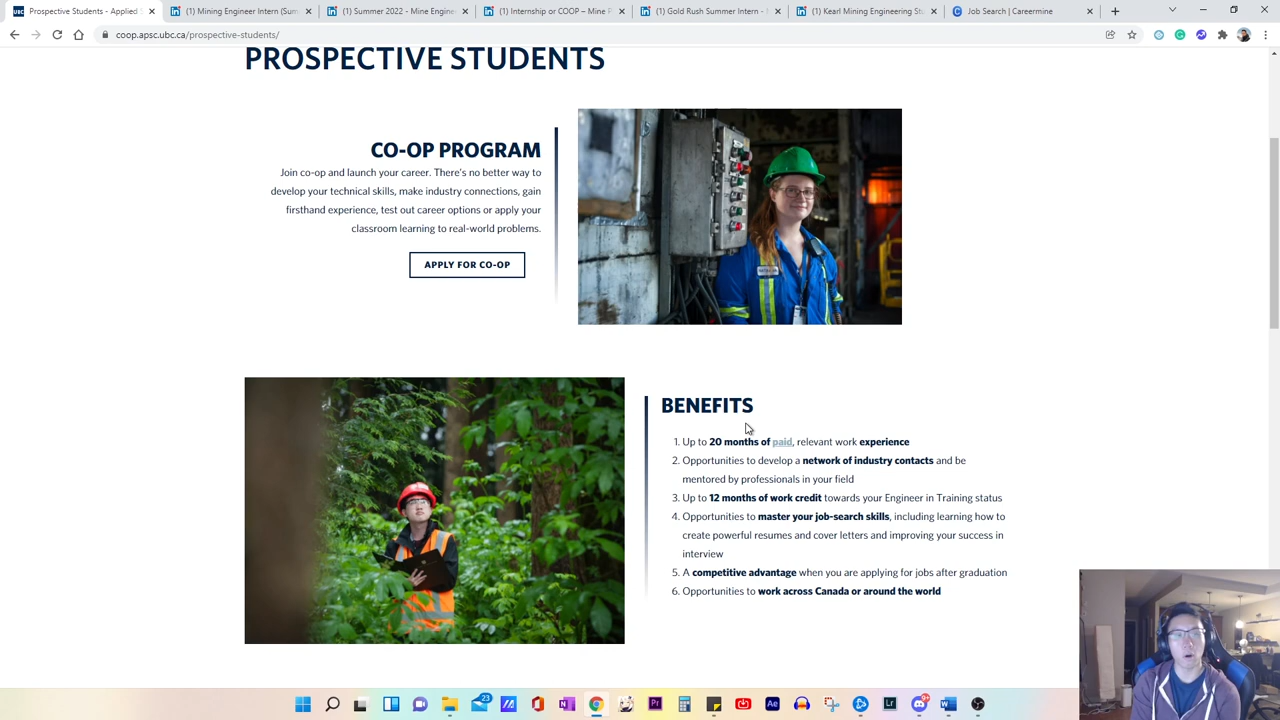 Prospective Students - Applied S
(1) Mining Engineer Intern (Sum
(1) Summer 2022 - Mine Engine
(1) Internship or COOP – Mine P
(1) Gold Rush Summer Intern - S
(1) Kearl Mining Engineering Stu
Job Search | Careermine
coop.apsc.ubc.ca/prospective-students/
PROSPECTIVE STUDENTS
CO-OP PROGRAM
Join co-op and launch your career. There's no better way to
develop your technical skills, make industry connections, gain
firsthand experience, test out career options or apply your
classroom learning to real-world problems.
APPLY FOR CO-OP
BENEFITS
1. Up to 20 months of paid, relevant work experience
2. Opportunities to develop a network of industry contacts and be
mentored by professionals in your field
3. Up to 12 months of work credit towards your Engineer in Training status
4. Opportunities to master your job-search skills, including learning how to
create powerful resumes and cover letters and improving your success in
interview
5. A competitive advantage when you are applying for jobs after graduation
6. Opportunities to work across Canada or around the world
23